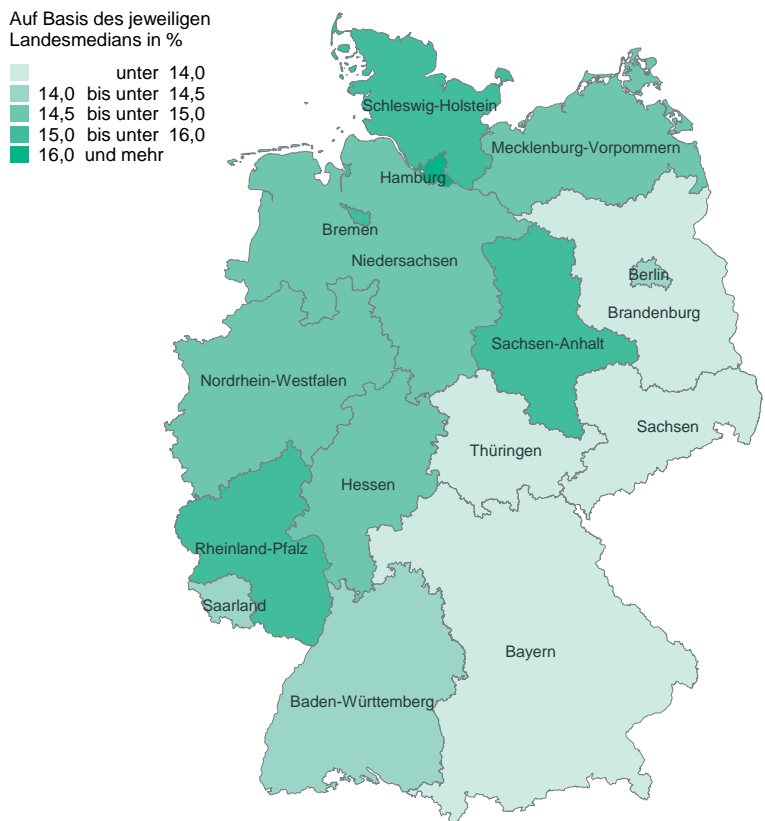 Auf Basis des jeweiligen
Landesmedians in %
unter 14,0
14,0 bis unter 14,5
14,5 bis unter 15,0
15,0 bis unter 16,0
16,0 und mehr
Schleswig-Holstein
Mecklenburg-Vorpommern
Hamburg
Bremen
Niedersachsen
Berlin
Brandenburg
Sachsen-Anhalt
Nordrhein-Westfalen
Sachsen
Thüringen
Hessen
Rheinland-Pfalz
Saarland
Bayern
Baden-Württemberg